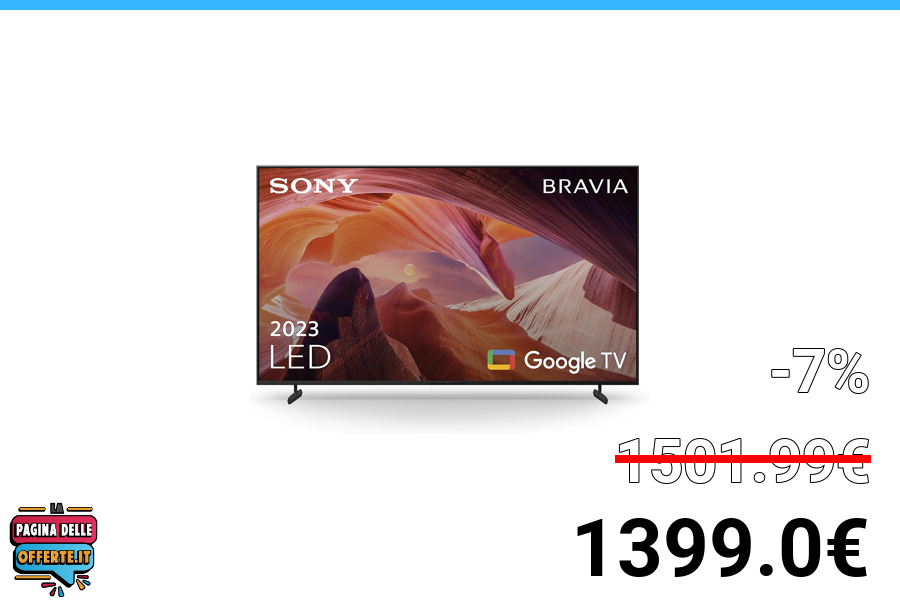 SONY
BRAVIA
2023
LED
Google TV
-7%
1501.99€
1399.0€
LA
PAGINA DELLE
OFFERTE.IT